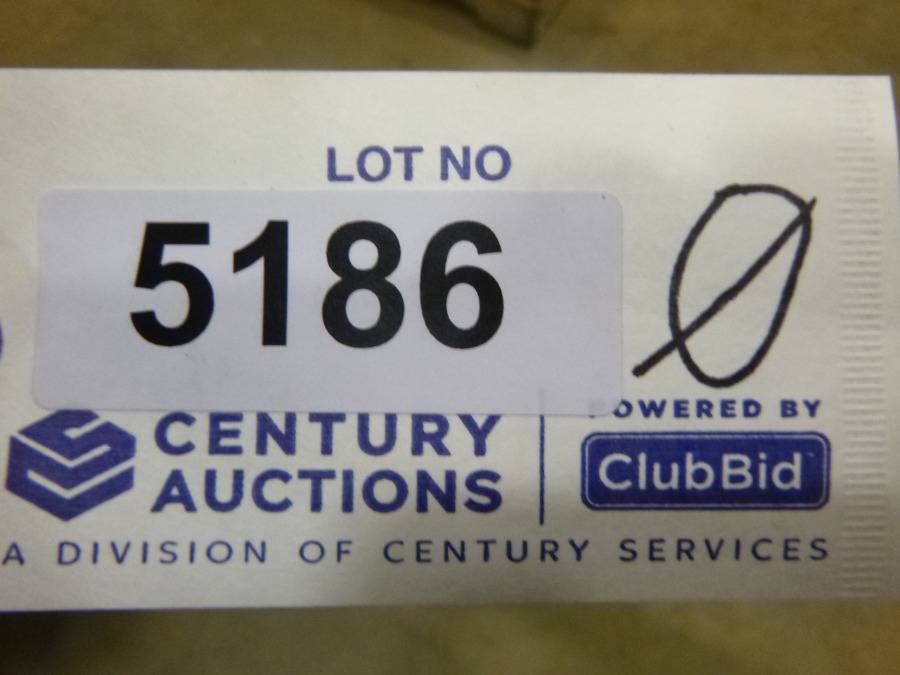 LOT NO
5186 Ø
CENTURY
AUCTIONS
POWERED BY
ClubBid
A DIVISION OF CENTURY SERVICES